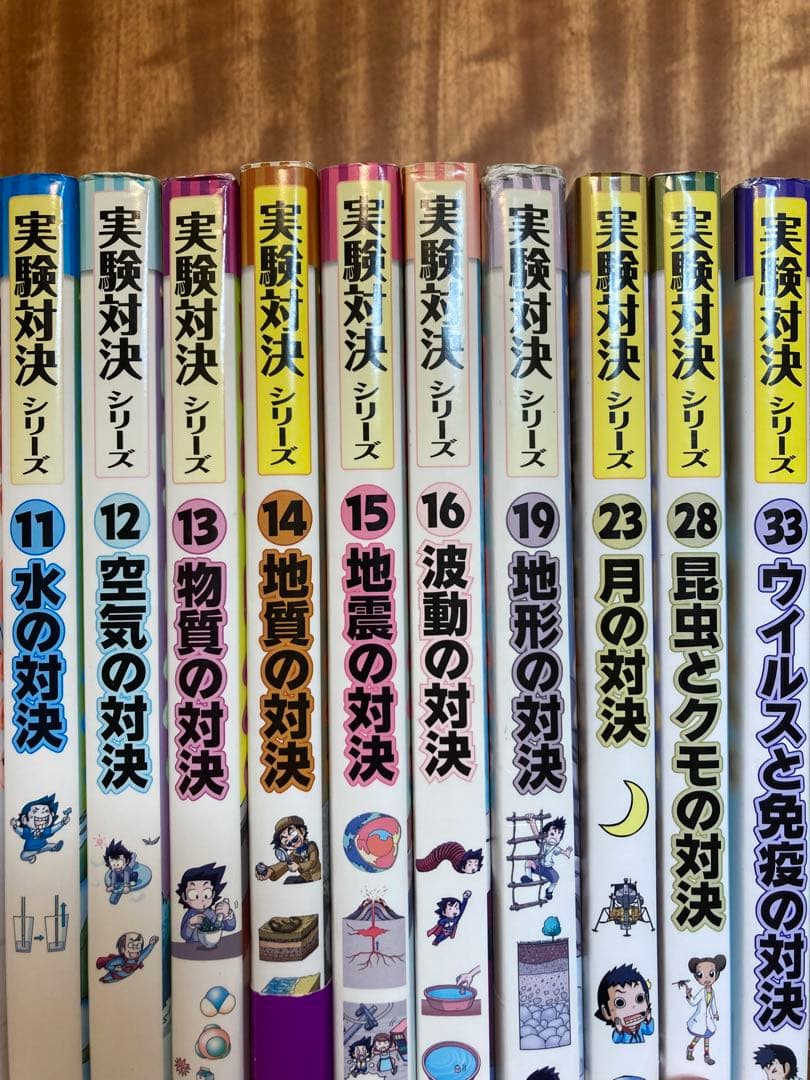 実験対決シリーズ
11
水の対決
実験対決シリーズ
12
空気の対決
実験対決シリーズ
13
物質の対決
実験対決シリーズ
14
地質の対決
実験対決シリーズ
15
地震の対決
実験対決シリーズ
16
波動の対決
実験対決シリーズ
19
地形の対決
実験対決シリーズ
23
月の対決
実験対決シリーズ
28
昆虫とクモの対決
実験対決シリーズ
33
ウイルスと免疫の対決